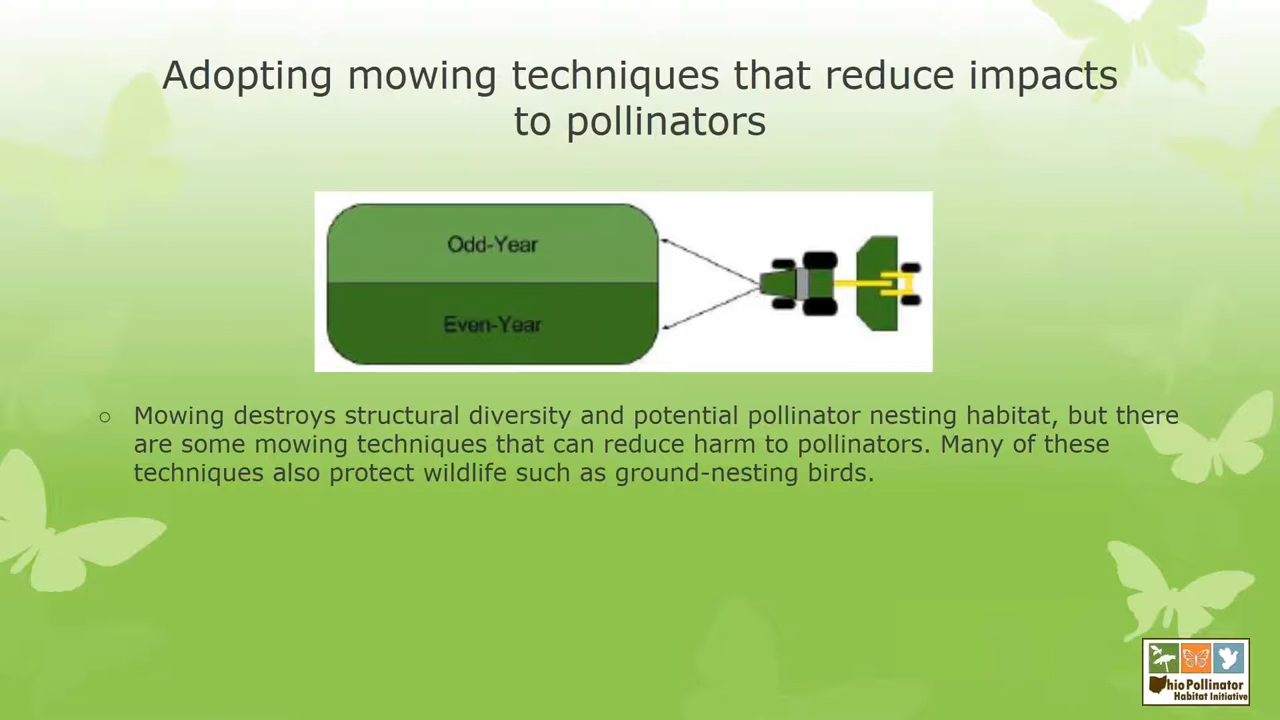 Adopting mowing techniques that reduce impacts
to pollinators
Odd-Year
Even-Year
○ Mowing destroys structural diversity and potential pollinator nesting habitat, but there
are some mowing techniques that can reduce harm to pollinators. Many of these
techniques also protect wildlife such as ground-nesting birds.
hio Pollinator
Habitat Initiative